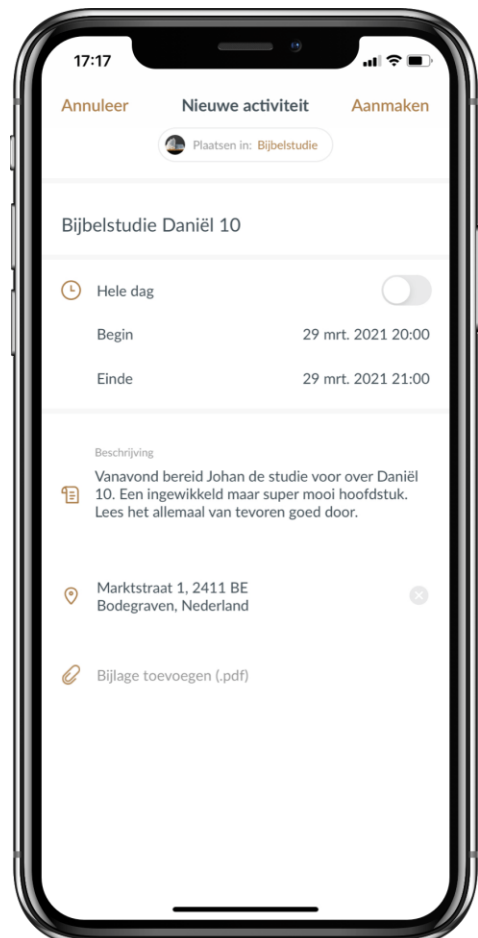 17:17
Annuleer Nieuwe activiteit Aanmaken
Plaatsen in: Bijbelstudie
Bijbelstudie Daniël 10
Hele dag
Begin 29 mrt. 2021 20:00
Einde 29 mrt. 2021 21:00
Beschrijving
Vanavond bereid Johan de studie voor over Daniël
10. Een ingewikkeld maar super mooi hoofdstuk.
Lees het allemaal van tevoren goed door.
Marktstraat 1, 2411 BE
Bodegraven, Nederland
Bijlage toevoegen (.pdf)